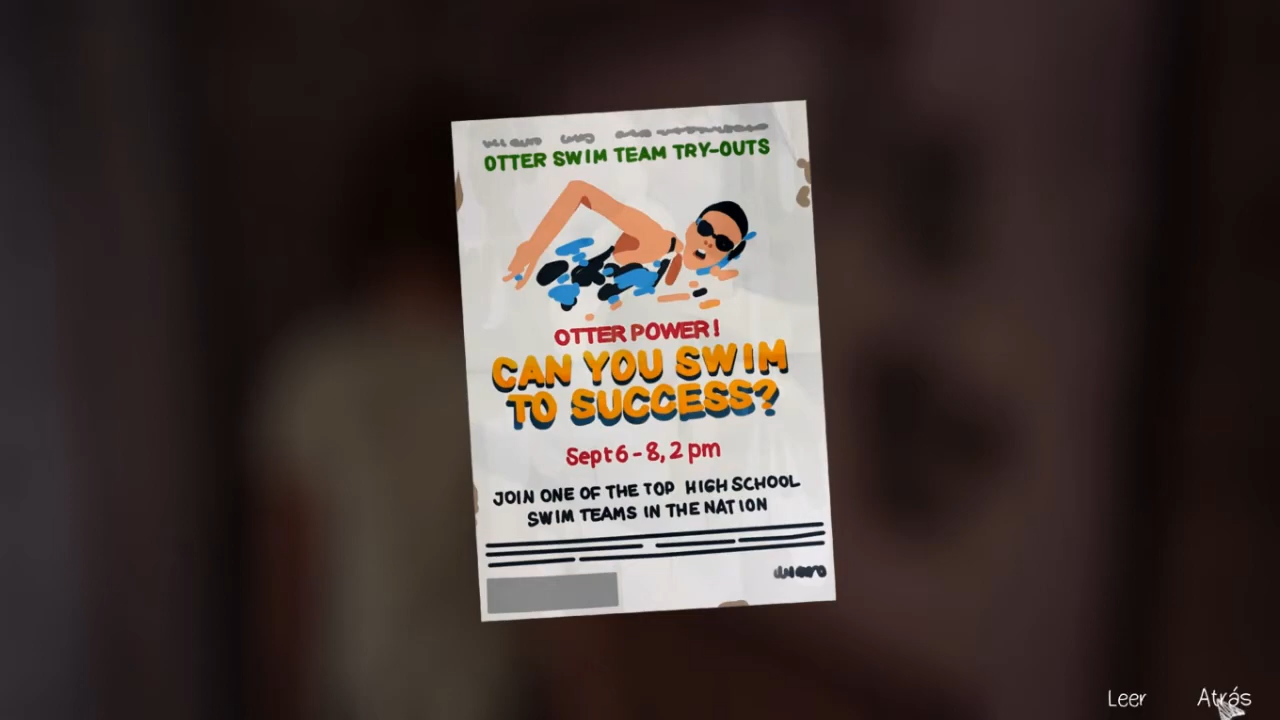 OTTER SWIM TEAM TRY-OUTS
OTTER POWER!
CAN YOU SWIM
TO SUCCESS?
Sept 6 - 8, 2 pm
JOIN ONE OF THE TOP HIGH SCHOOL
SWIM TEAMS IN THE NATION
Leer Atrás